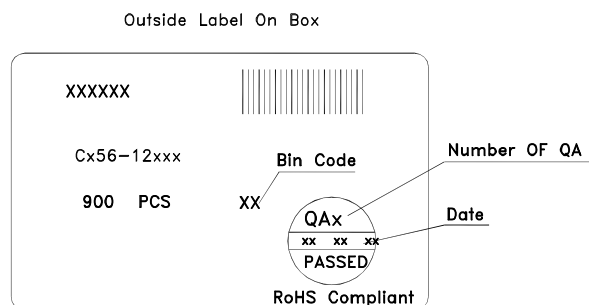 Outside Label On Box
XXXXXX
Cx56-12xxx
Bin Code
Number OF QA
900 PCS
XX
QAx
Date
xx xx xx
PASSED
RoHS Compliant